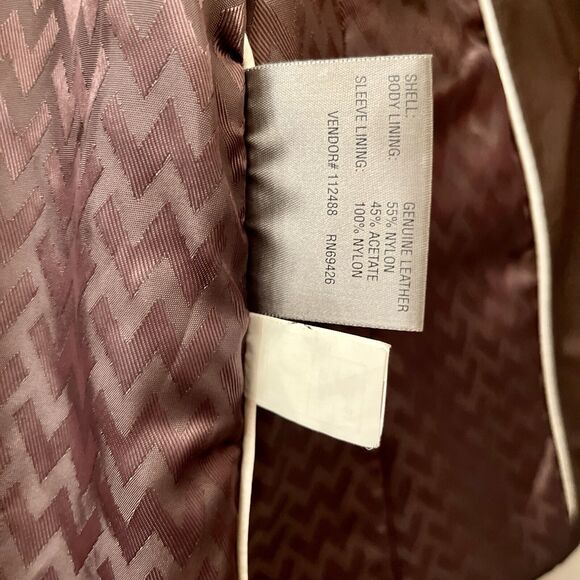 SHELL: GENUINE LEATHER
BODY LINING: 55% NYLON
45% ACETATE
SLEEVE LINING: 100% NYLON
VENDOR# 112488 RN69426